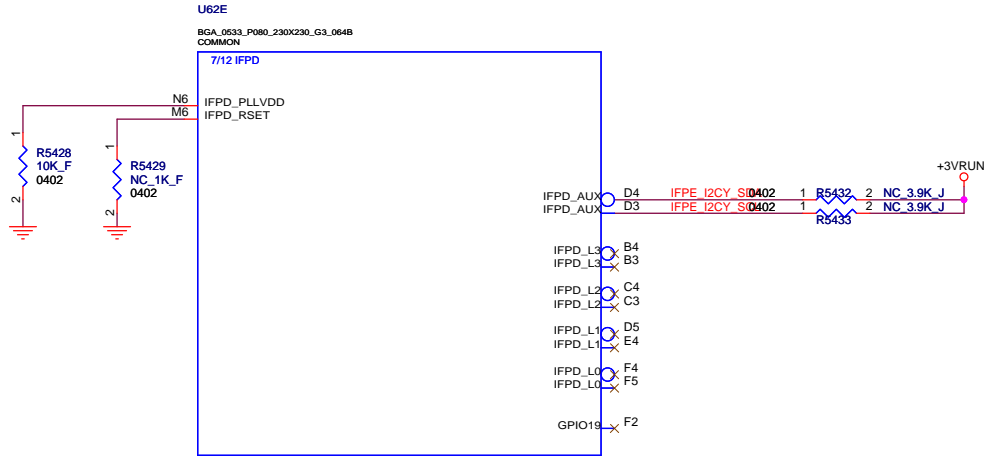 U62E
BGA_0533_P080_230X230_G3_064B
COMMON
7/12 IFPD
N6 IFPD_PLLVDD
M6 IFPD_RSET
1
R5428
10K_F
0402
2
1
R5429
NC_1K_F
0402
2
+3VRUN
IFPD_AUX D4 0402 1 R5432 2 NC_3.9K_J
IFPD_AUX D3 0402 1 R5433 2 NC_3.9K_J
IFPD_L3 B4
IFPD_L3 B3
IFPD_L2 C4
IFPD_L2 C3
IFPD_L1 D5
IFPD_L1 E4
IFPD_L0 F4
IFPD_L0 F5
GPIO19 F2